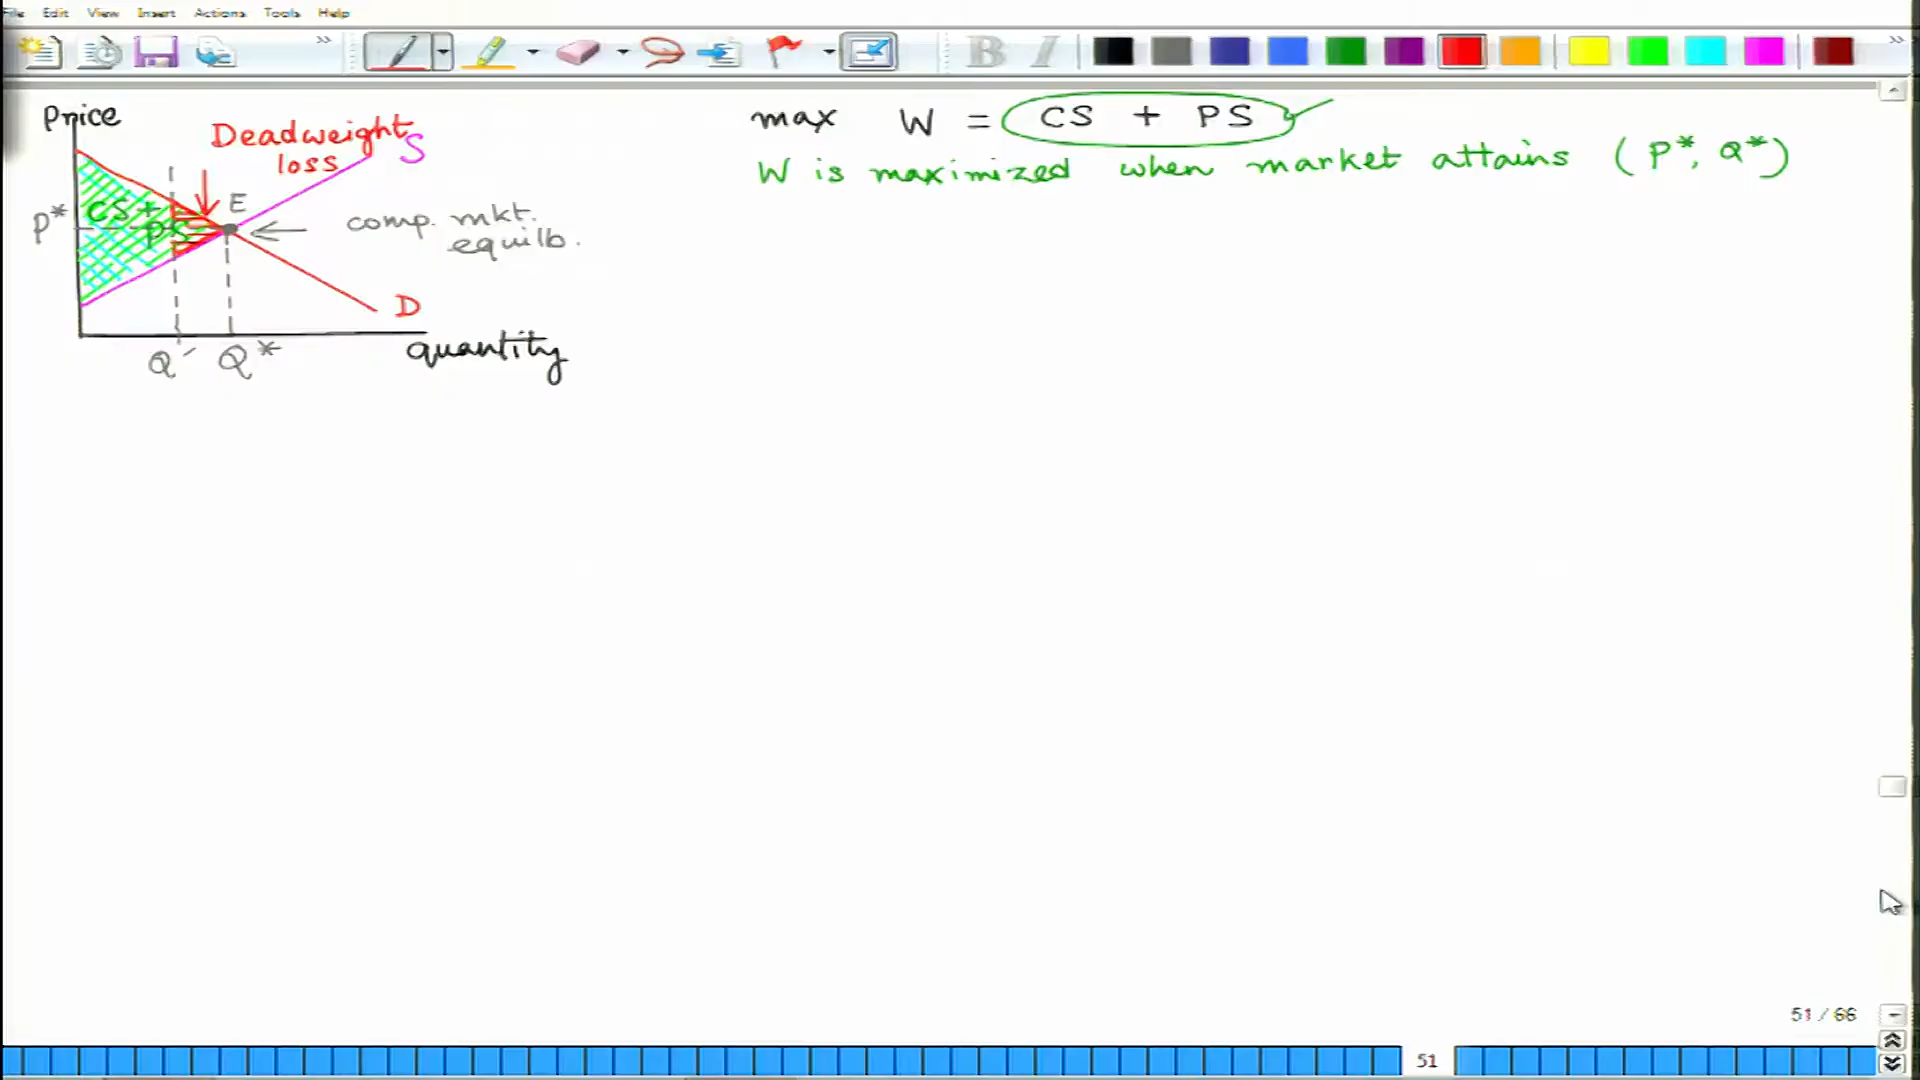 File Edit View Insert Actions Tools Help
B I
Price
Deadweight
loss
S
max W = CS + PS
W is maximized when market attains (P*, Q*)
P*
CS +
PS
E
comp. mkt.
equilb.
D
Q' Q*
quantity
51 / 66
51